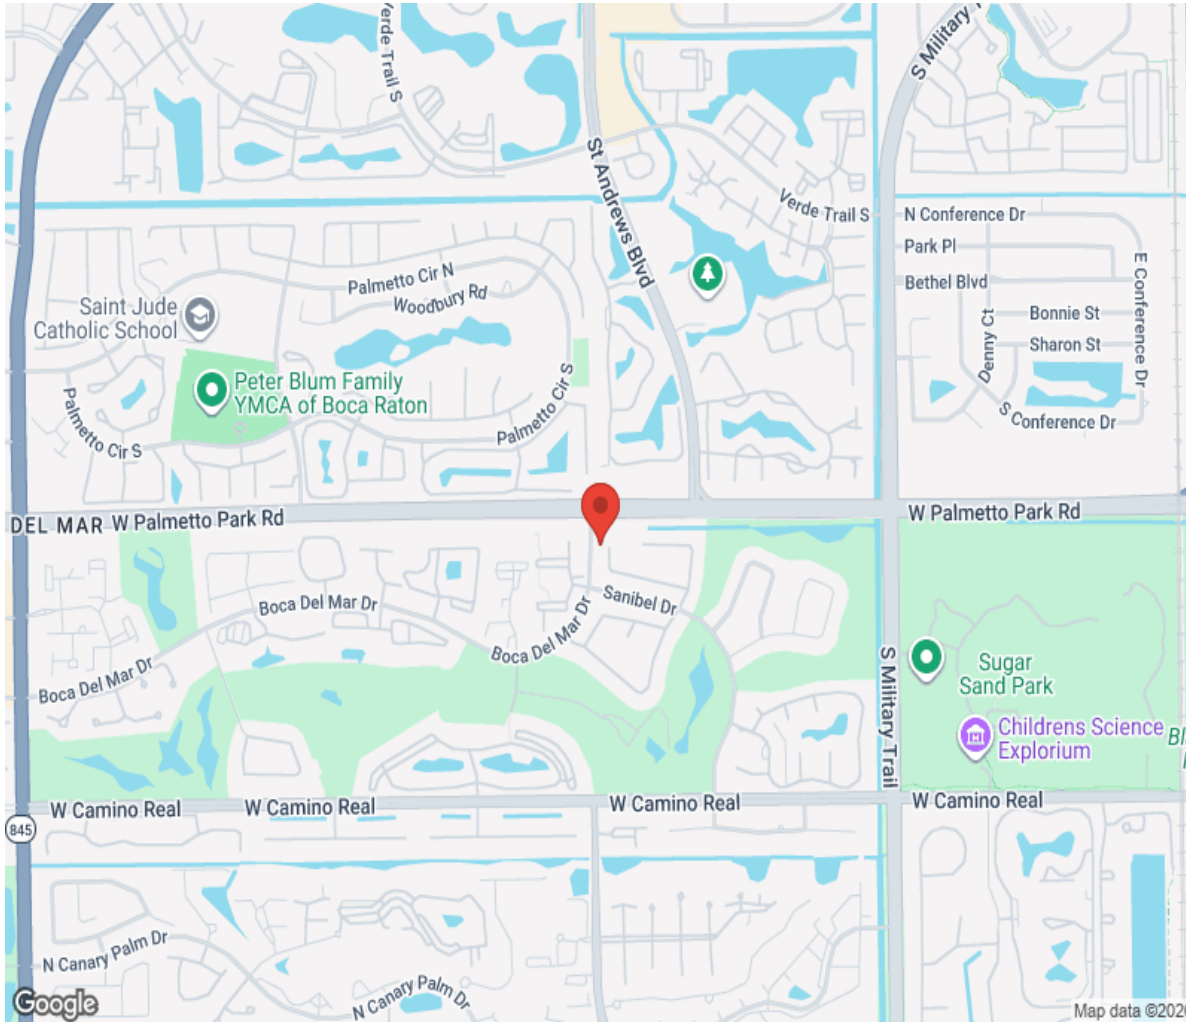 Verde Trail S
S Military T
St Andrews Blvd
Verde Trail S
N Conference Dr
Park Pl
Bethel Blvd
E Conference Dr
Bonnie St
Denny Ct
Sharon St
S Conference Dr
Palmetto Cir N
Woodbury Rd
Saint Jude
Catholic School
Peter Blum Family
YMCA of Boca Raton
Palmetto Cir S
Palmetto Cir S
DEL MAR
W Palmetto Park Rd
W Palmetto Park Rd
Boca Del Mar Dr
Sanibel Dr
Boca Del Mar Dr
Boca Del Mar Dr
S Military Trail
Sugar
Sand Park
Childrens Science
Explorium
W Camino Real
W Camino Real
W Camino Real
W Camino Real
845
N Canary Palm Dr
N Canary Palm Dr
Google
Map data ©202